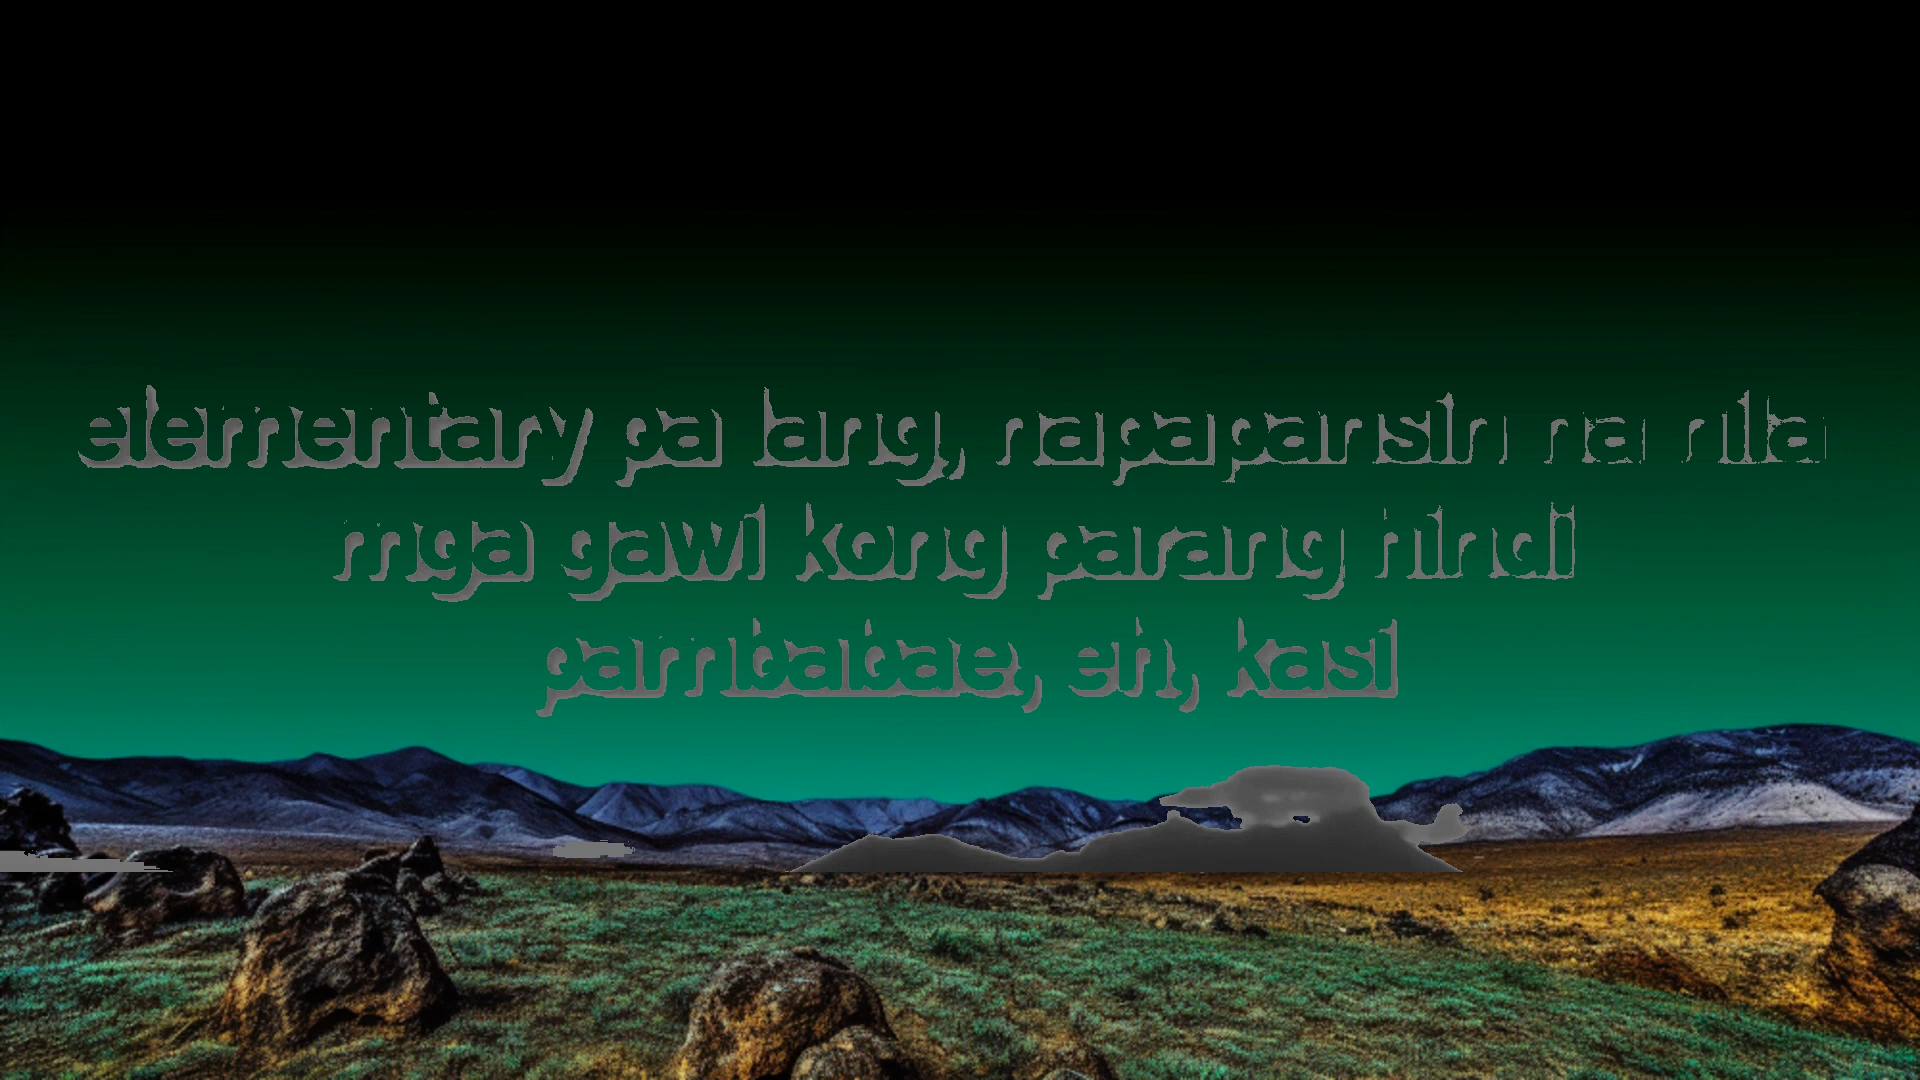 elementary pa lang, napapansin na nila
mga gawi kong parang hindi
pambabae, eh, kasi